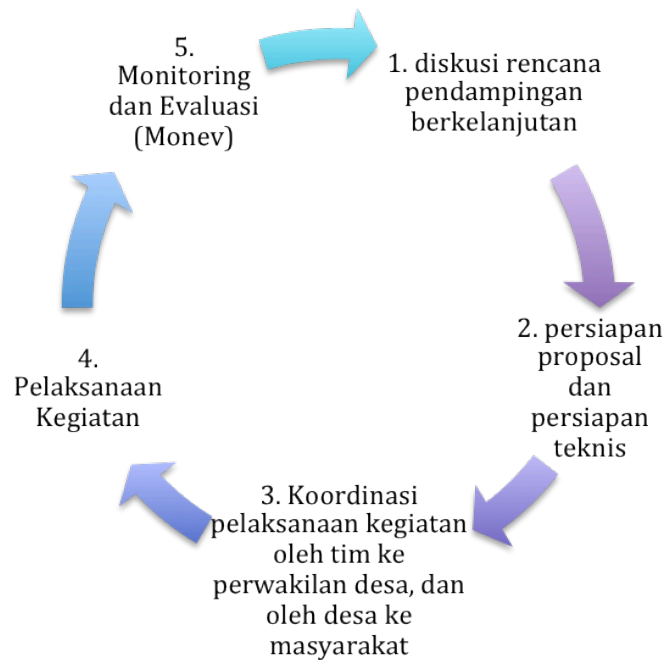 1. diskusi rencana
pendampingan
berkelanjutan
2. persiapan
proposal
dan
persiapan
teknis
3. Koordinasi
pelaksanaan kegiatan
oleh tim ke
perwakilan desa, dan
oleh desa ke
masyarakat
4.
Pelaksanaan
Kegiatan
5.
Monitoring
dan Evaluasi
(Monev)